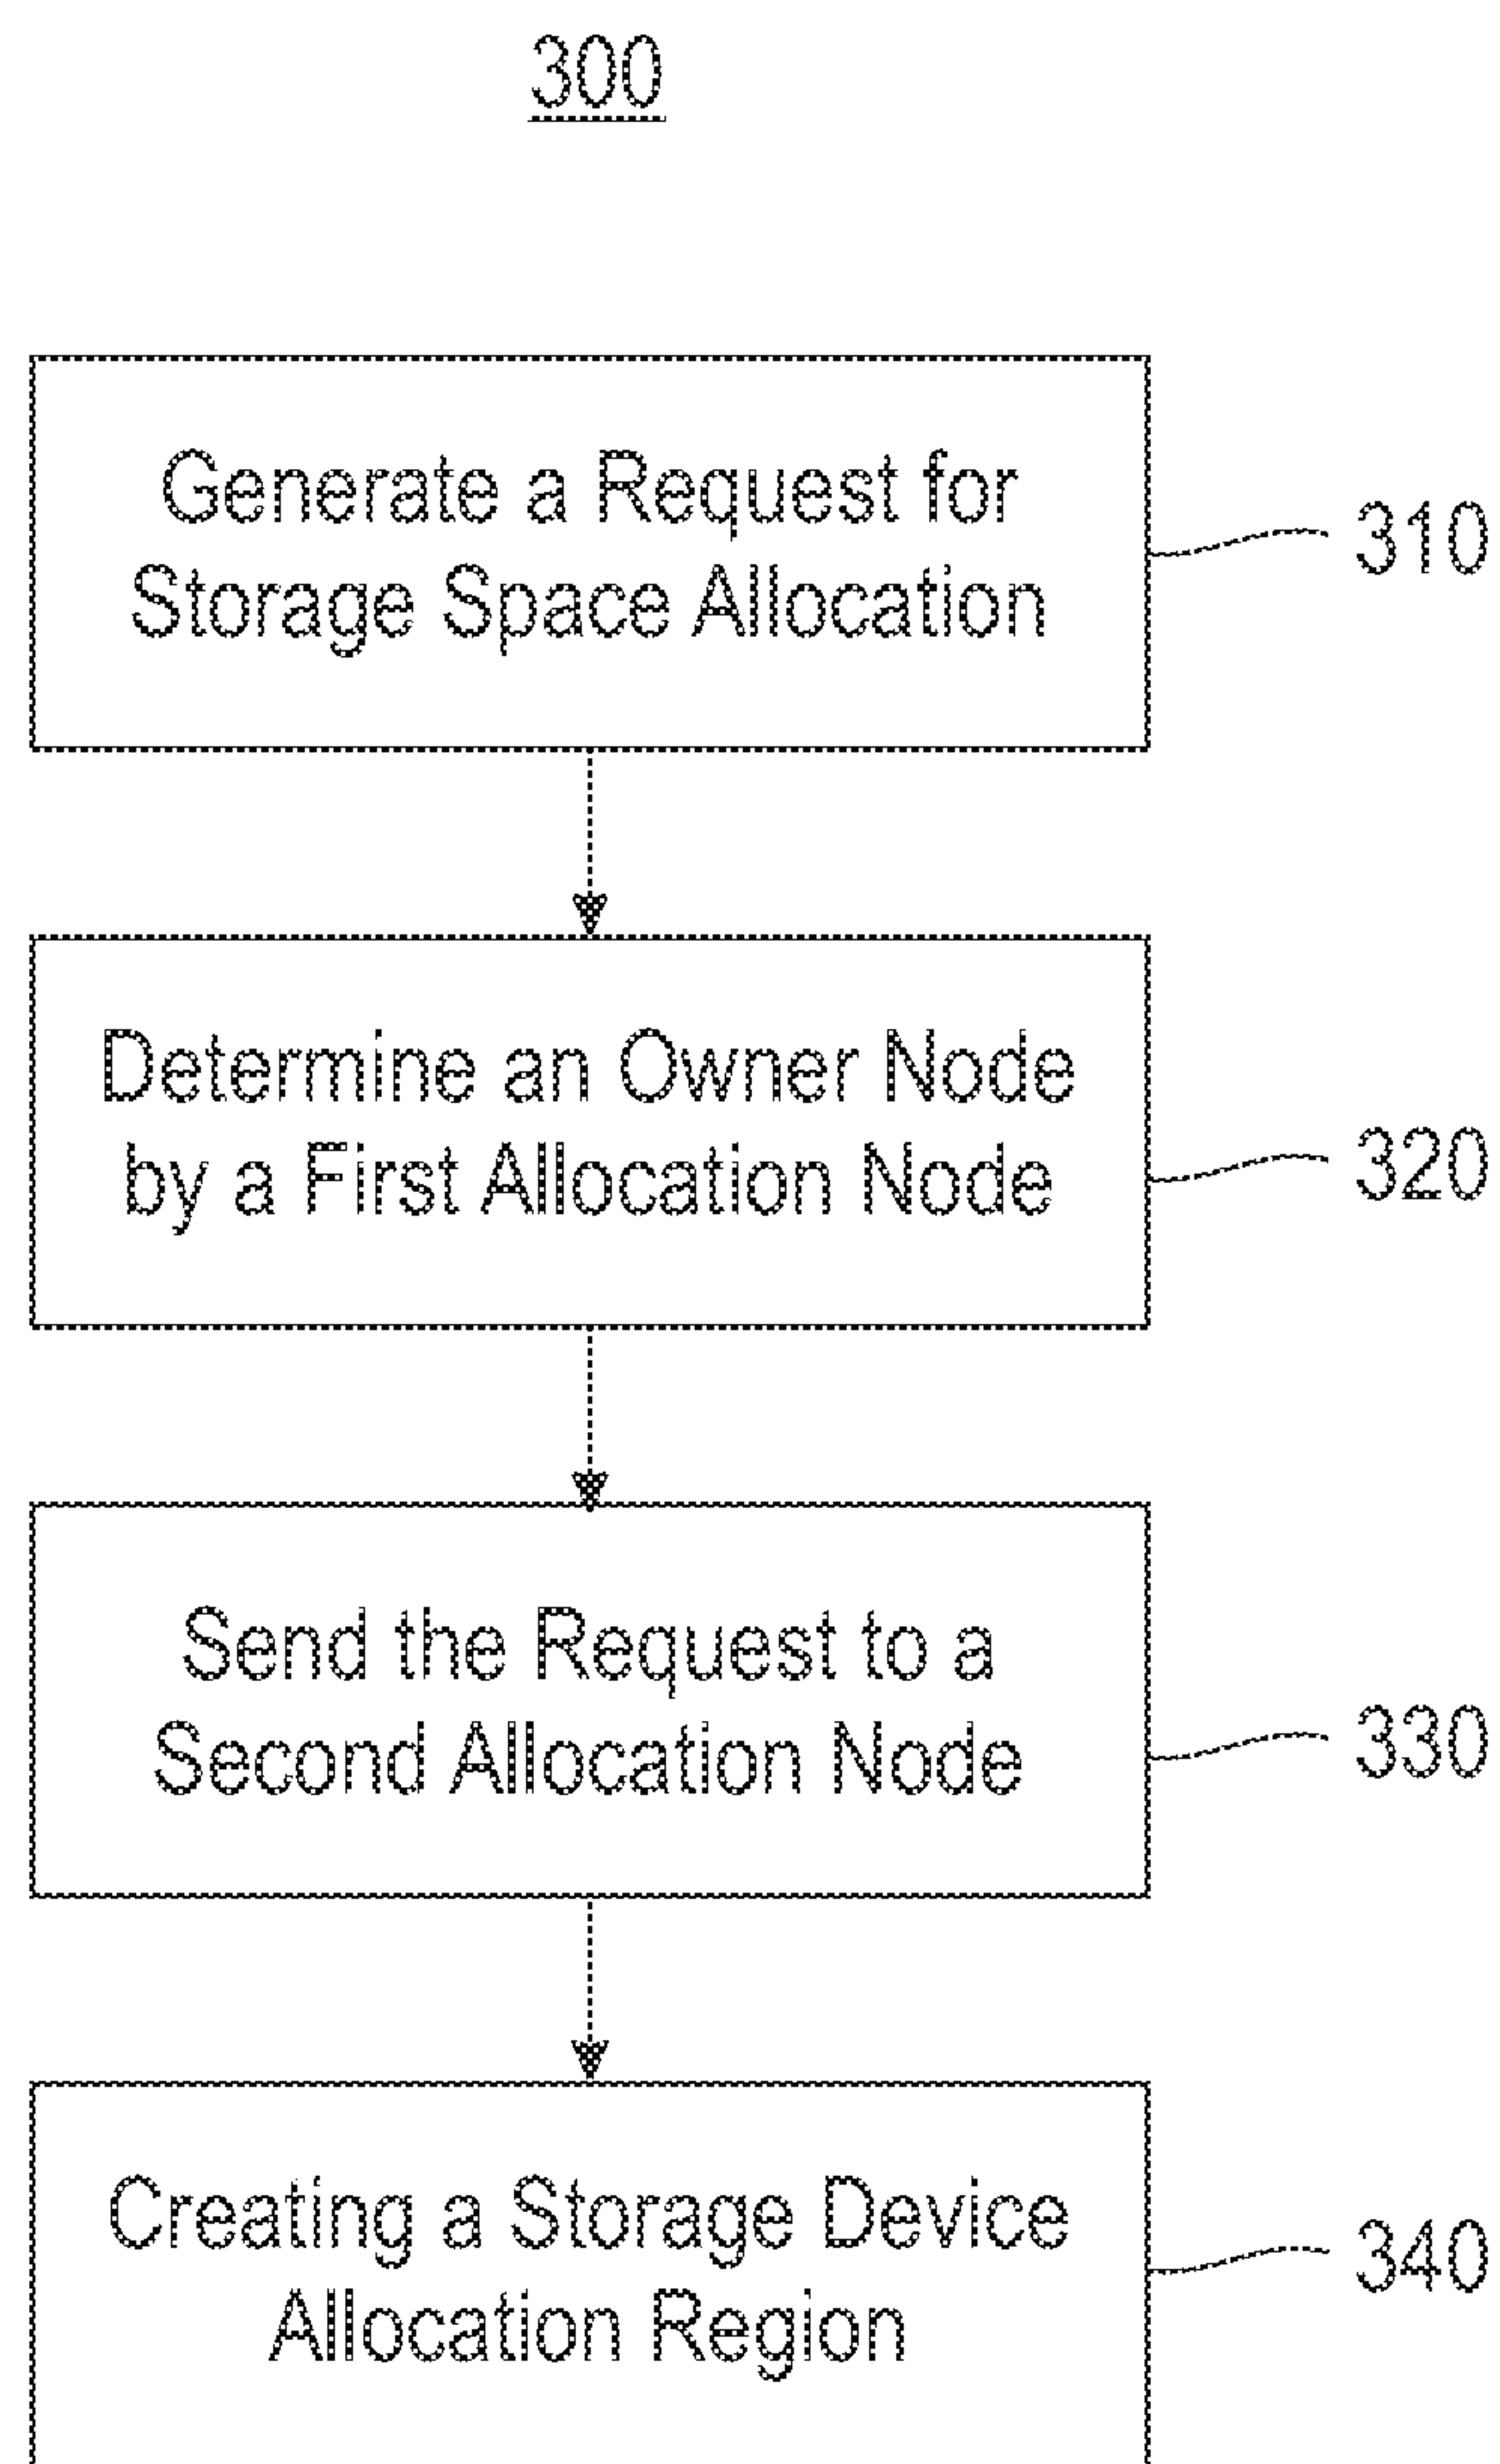 300
Generate a Request for
Storage Space Allocation
310
Determine an Owner Node
by a First Allocation Node
320
Send the Request to a
Second Allocation Node
330
Creating a Storage Device
Allocation Region
340